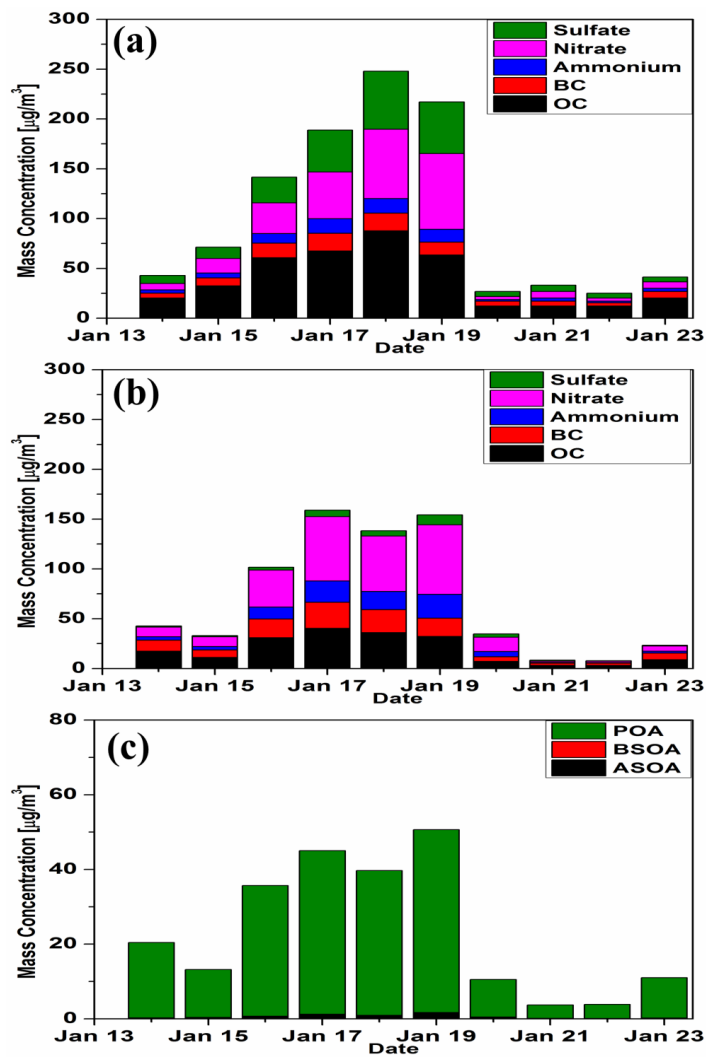 (a)
Sulfate
Nitrate
Ammonium
BC
OC
Mass Concentration [μg/m³]
300
250
200
150
100
50
0
Jan 13 Jan 15 Jan 17 Jan 19 Jan 21 Jan 23
Date
(b)
Sulfate
Nitrate
Ammonium
BC
OC
Mass Concentration [μg/m³]
300
250
200
150
100
50
0
Jan 13 Jan 15 Jan 17 Jan 19 Jan 21 Jan 23
Date
(c)
POA
BSOA
ASOA
Mass Concentration [μg/m³]
80
60
40
20
0
Jan 13 Jan 15 Jan 17 Jan 19 Jan 21 Jan 23
Date